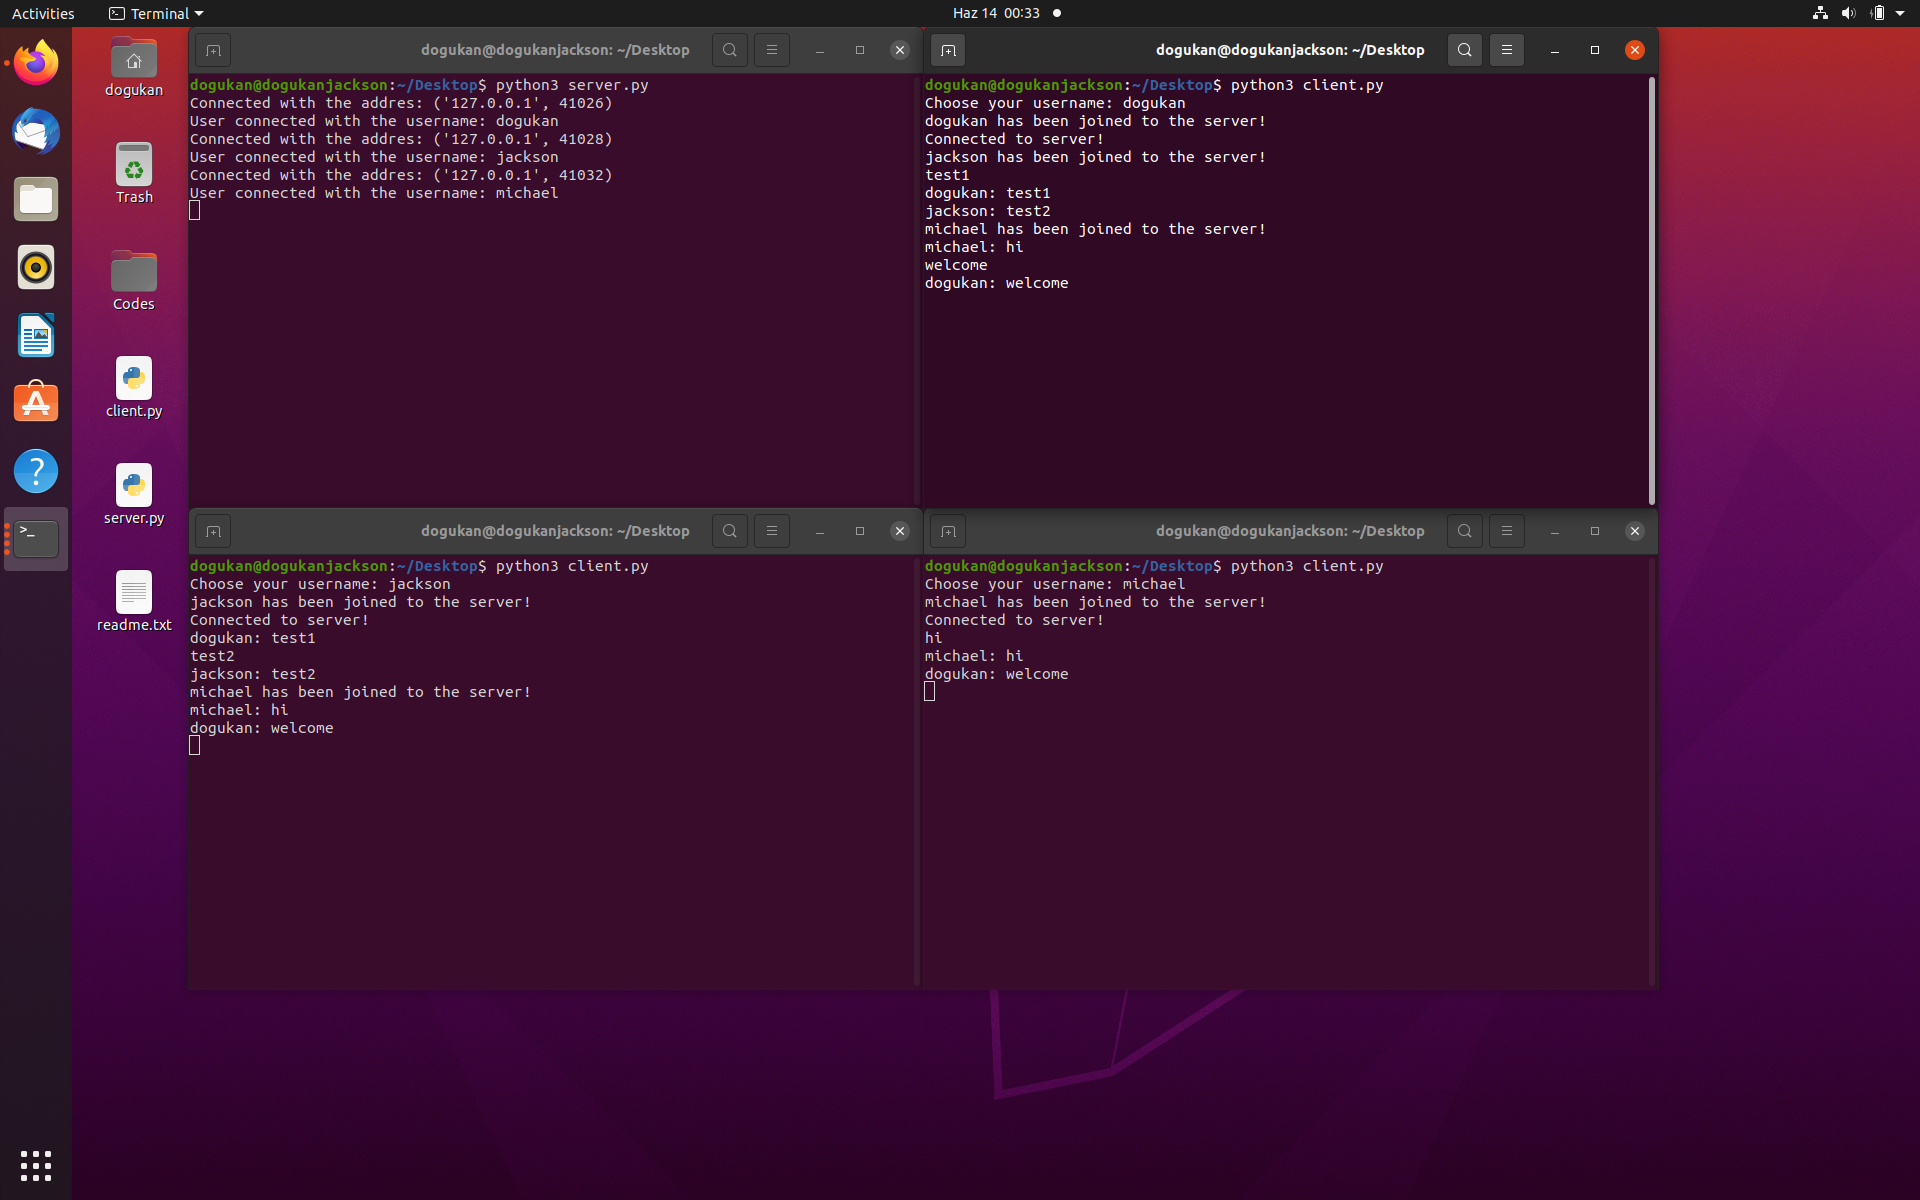 Activities
Terminal
Haz 14 00:33
dogukan
Trash
Codes
client.py
server.py
readme.txt
dogukan@dogukanjackson: ~/Desktop
dogukan@dogukanjackson:~/Desktop$ python3 server.py
Connected with the addres: ('127.0.0.1', 41026)
User connected with the username: dogukan
Connected with the addres: ('127.0.0.1', 41028)
User connected with the username: jackson
Connected with the addres: ('127.0.0.1', 41032)
User connected with the username: michael
dogukan@dogukanjackson: ~/Desktop
dogukan@dogukanjackson:~/Desktop$ python3 client.py
Choose your username: dogukan
dogukan has been joined to the server!
Connected to server!
jackson has been joined to the server!
test1
dogukan: test1
jackson: test2
michael has been joined to the server!
michael: hi
welcome
dogukan: welcome
dogukan@dogukanjackson: ~/Desktop
dogukan@dogukanjackson:~/Desktop$ python3 client.py
Choose your username: jackson
jackson has been joined to the server!
Connected to server!
dogukan: test1
test2
jackson: test2
michael has been joined to the server!
michael: hi
dogukan: welcome
dogukan@dogukanjackson: ~/Desktop
dogukan@dogukanjackson:~/Desktop$ python3 client.py
Choose your username: michael
michael has been joined to the server!
Connected to server!
hi
michael: hi
dogukan: welcome